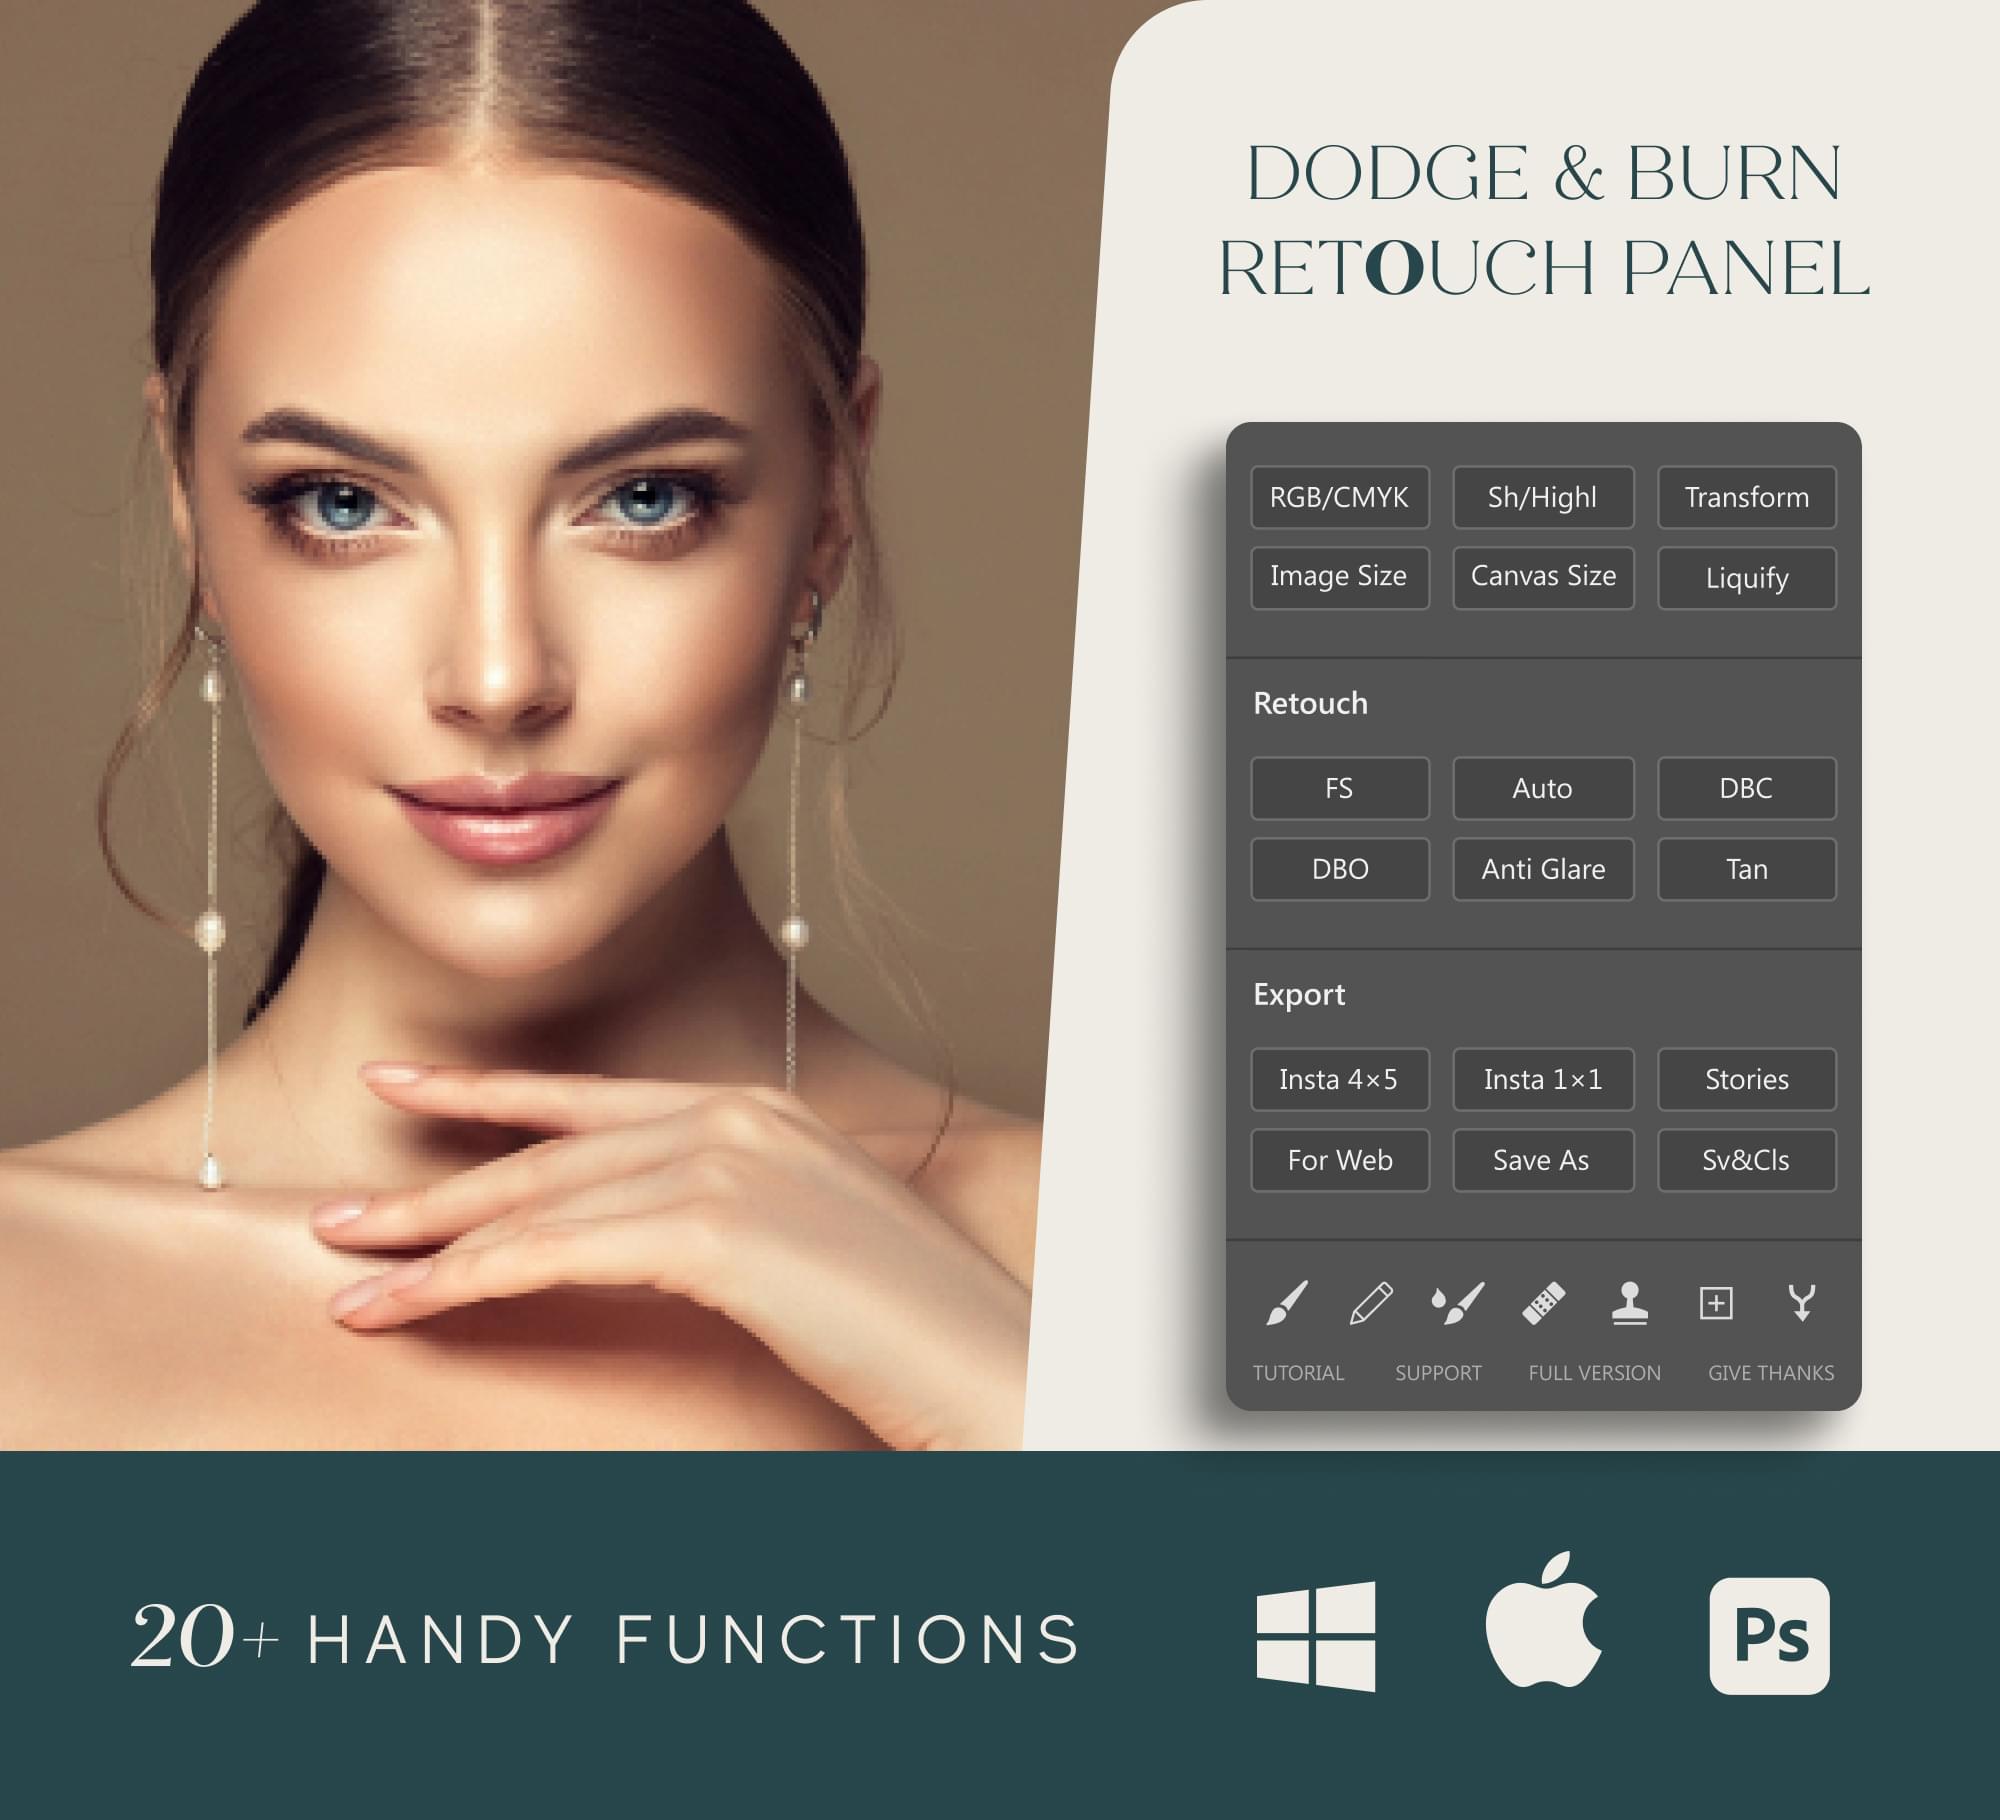 DODGE & BURN
RETOUCH PANEL
RGB/CMYK Sh/Highl Transform
Image Size Canvas Size Liquify
Retouch
FS Auto DBC
DBO Anti Glare Tan
Export
Insta 4×5 Insta 1×1 Stories
For Web Save As Sv&Cls
TUTORIAL SUPPORT FULL VERSION GIVE THANKS
20+ HANDY FUNCTIONS
Ps